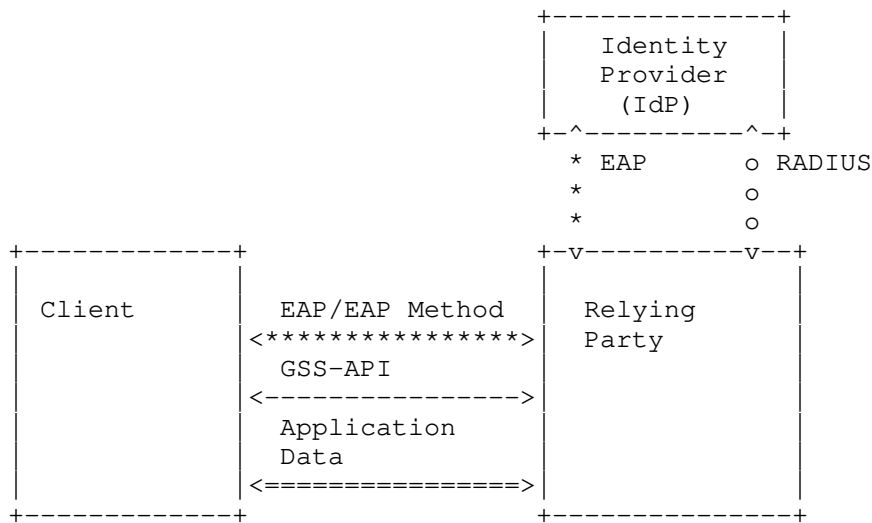 Identity
Provider
(IdP)
* EAP o RADIUS
* o
* o
Client
EAP/EAP Method
Relying
<****************> Party
GSS-API
<---------------->
Application
Data
<================>